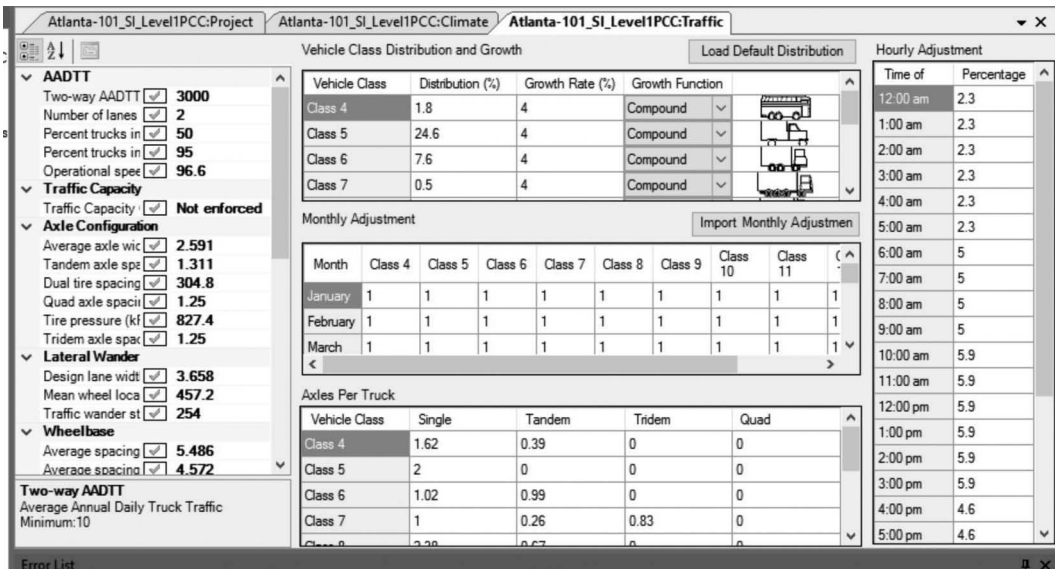 Atlanta-101_SI_Level1PCC:Project Atlanta-101_SI_Level1PCC:Climate Atlanta-101_SI_Level1PCC:Traffic
AADTT
Two-way AADTT 3000
Number of lanes 2
Percent trucks in 50
Percent trucks in 95
Operational spee 96.6
Traffic Capacity
Traffic Capacity Not enforced
Axle Configuration
Average axle wic 2.591
Tandem axle spa 1.311
Dual tire spacing 304.8
Quad axle spacir 1.25
Tire pressure (kF 827.4
Tridem axle spac 1.25
Lateral Wander
Design lane widt 3.658
Mean wheel loca 457.2
Traffic wander st 254
Wheelbase
Average spacing 5.486
Average spacing 4.572
Two-way AADTT
Average Annual Daily Truck Traffic
Minimum:10
Vehicle Class Distribution and Growth Load Default Distribution
Vehicle Class Distribution (%) Growth Rate (%) Growth Function
Class 4 1.8 4 Compound
Class 5 24.6 4 Compound
Class 6 7.6 4 Compound
Class 7 0.5 4 Compound
Monthly Adjustment Import Monthly Adjustmen
Month Class 4 Class 5 Class 6 Class 7 Class 8 Class 9 Class 10 Class 11
January 1 1 1 1 1 1 1 1 1
February 1 1 1 1 1 1 1 1 1
March 1 1 1 1 1 1 1 1 1
Axles Per Truck
Vehicle Class Single Tandem Tridem Quad
Class 4 1.62 0.39 0 0
Class 5 2 0 0 0
Class 6 1.02 0.99 0 0
Class 7 1 0.26 0.83 0
Hourly Adjustment
Time of Percentage
12:00 am 2.3
1:00 am 2.3
2:00 am 2.3
3:00 am 2.3
4:00 am 2.3
5:00 am 2.3
6:00 am 5
7:00 am 5
8:00 am 5
9:00 am 5
10:00 am 5.9
11:00 am 5.9
12:00 pm 5.9
1:00 pm 5.9
2:00 pm 5.9
3:00 pm 5.9
4:00 pm 4.6
5:00 pm 4.6
Error List